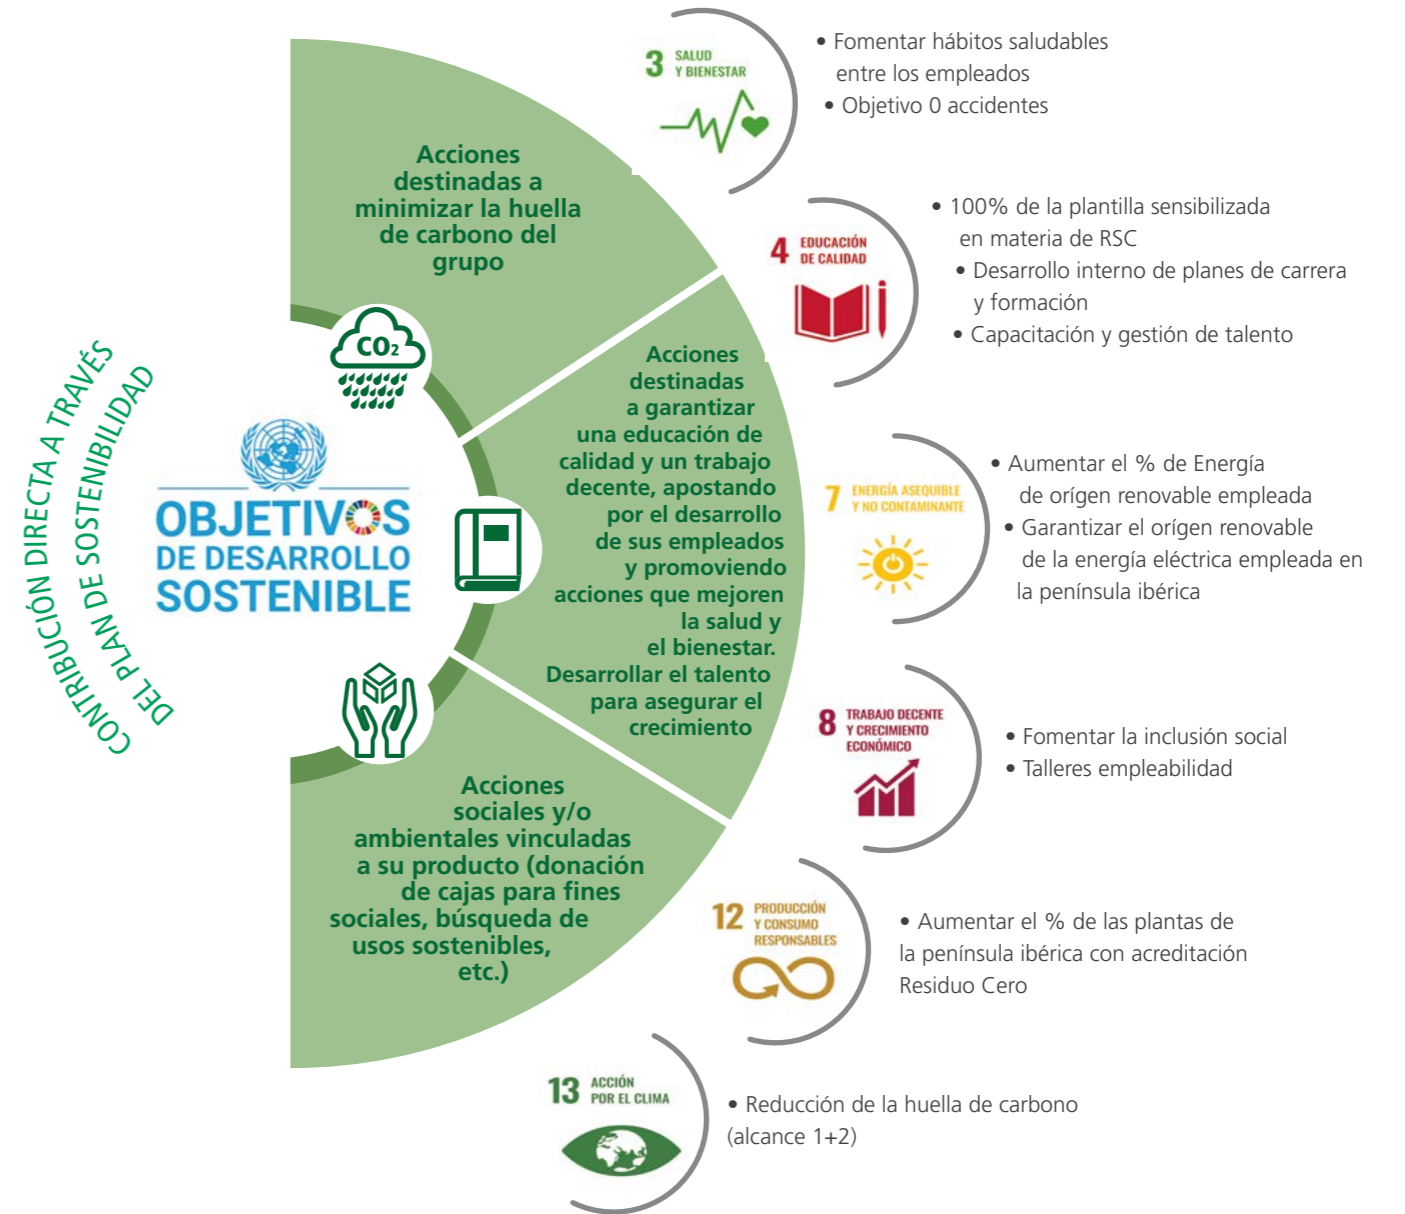 CONTRIBUCIÓN DIRECTA A TRAVÉS
DEL PLAN DE SOSTENIBILIDAD
OBJETIVOS
DE DESARROLLO
SOSTENIBLE
Acciones
destinadas a
minimizar la huella
de carbono del
grupo
CO₂
Acciones
destinadas
a garantizar
una educación de
calidad y un trabajo
decente, apostando
por el desarrollo
de sus empleados
y promoviendo
acciones que mejoren
la salud y
el bienestar.
Desarrollar el talento
para asegurar el
crecimiento
Acciones
sociales y/o
ambientales vinculadas
a su producto (donación
de cajas para fines
sociales, búsqueda de
usos sostenibles,
etc.)
3 SALUD
Y BIENESTAR
• Fomentar hábitos saludables
entre los empleados
• Objetivo 0 accidentes
4 EDUCACIÓN
DE CALIDAD
• 100% de la plantilla sensibilizada
en materia de RSC
• Desarrollo interno de planes de carrera
y formación
• Capacitación y gestión de talento
7 ENERGÍA ASEQUIBLE
Y NO CONTAMINANTE
• Aumentar el % de Energía
de orígen renovable empleada
• Garantizar el orígen renovable
de la energía eléctrica empleada en
la península ibérica
8 TRABAJO DECENTE
Y CRECIMIENTO
ECONÓMICO
• Fomentar la inclusión social
• Talleres empleabilidad
12 PRODUCCIÓN
Y CONSUMO
RESPONSABLES
• Aumentar el % de las plantas de
la península ibérica con acreditación
Residuo Cero
13 ACCIÓN
POR EL CLIMA
• Reducción de la huella de carbono
(alcance 1+2)